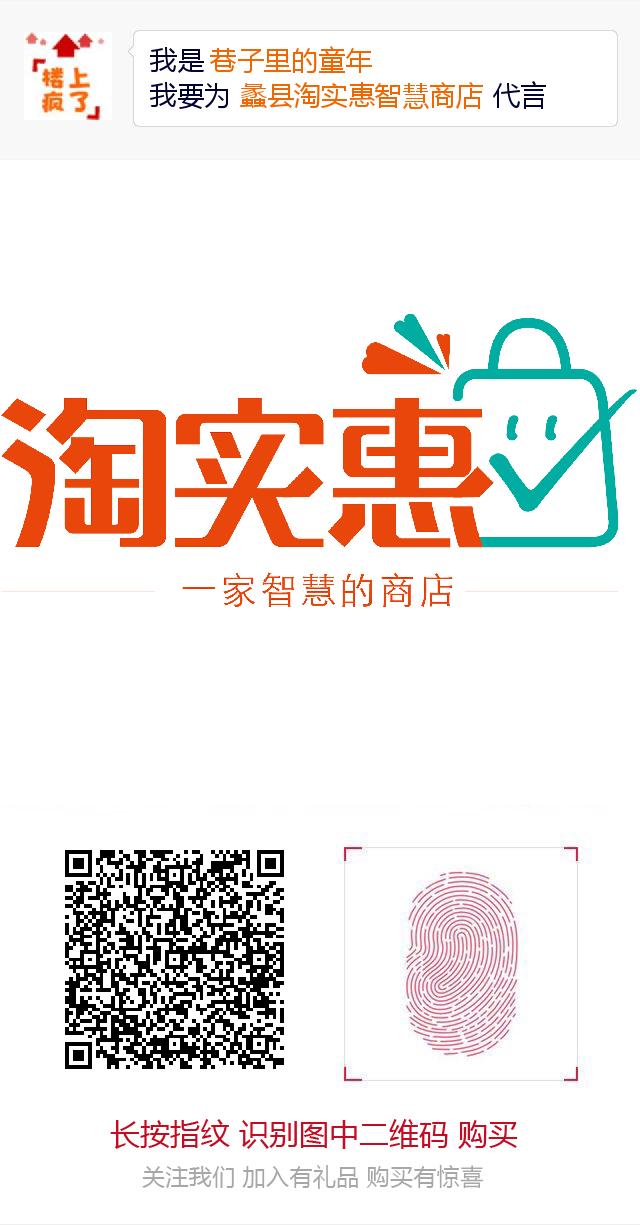 楼上
疯了
我是 巷子里的童年
我要为 蠡县淘实惠智慧商店 代言
淘实惠
一家智慧的商店
长按指纹 识别图中二维码 购买
关注我们 加入有礼品 购买有惊喜